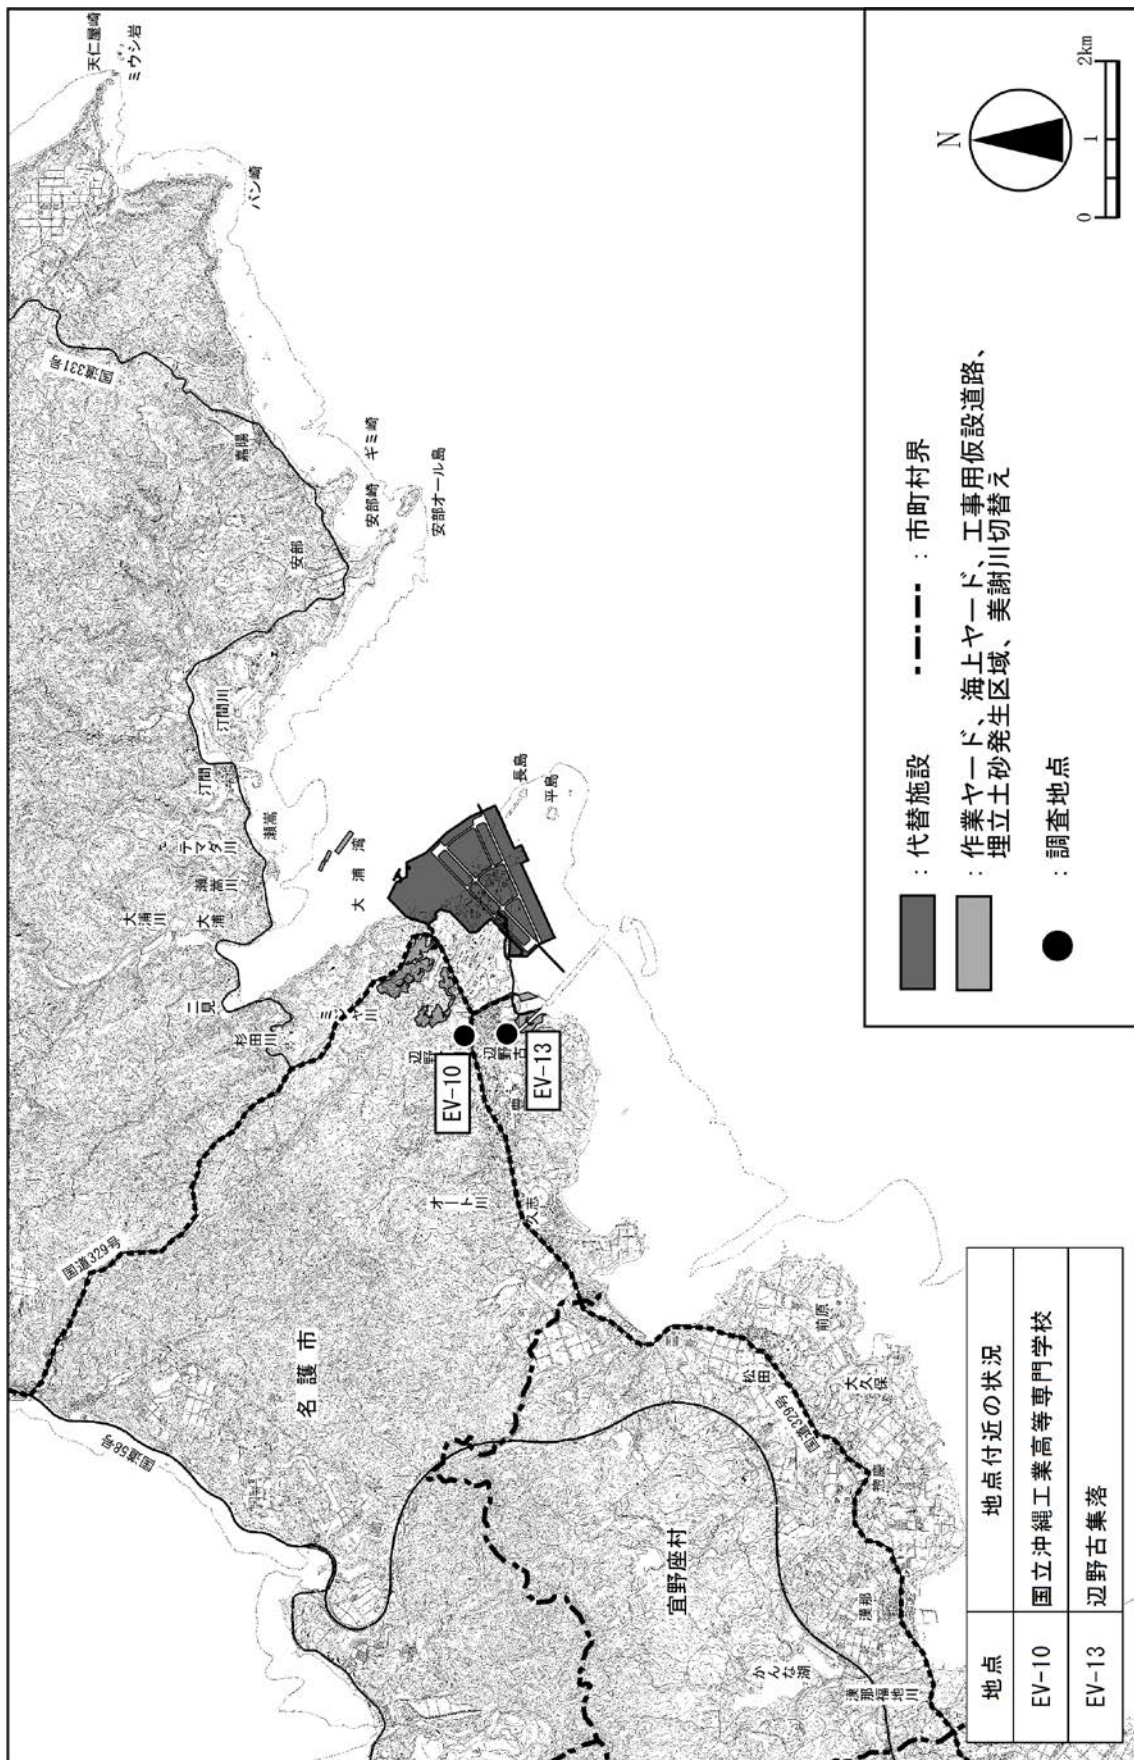 天仁屋崎
ミウシ岩
バン崎
国道331号
嘉陽
ギミ崎
安部崎
安部オール島
安部
汀間川
汀間
瀬嵩
テマダ川
瀬嵩川
大浦川
大浦
大浦湾
長島
平島
二見
杉田川
国道329号
辺野
EV-10
辺野古
EV-13
オート川
久志
名護市
国道58号
松田
前原
大久保
国道329号
惣慶
宜野座村
漢那
かんな湖
漢那福地川
N
0 1 2km
：代替施設
：市町村界
：作業ヤード、海上ヤード、工事用仮設道路、
埋立土砂発生区域、美謝川切替え
：調査地点
地点 地点付近の状況
EV-10 国立沖縄工業高等専門学校
EV-13 辺野古集落